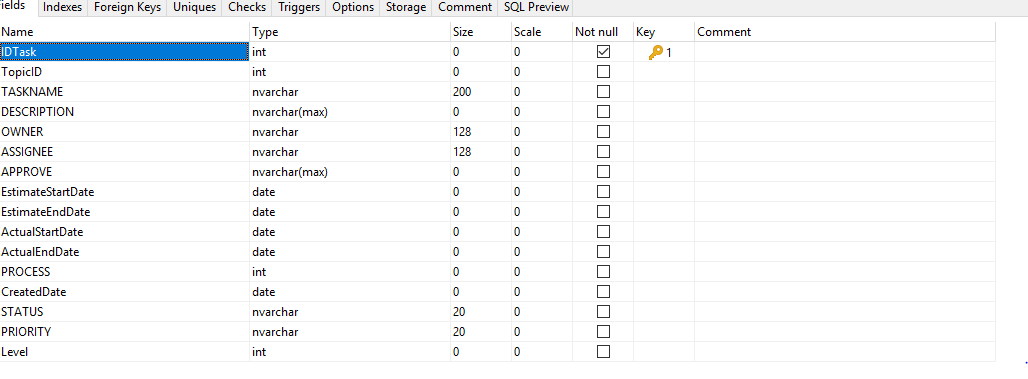 ields Indexes Foreign Keys Uniques Checks Triggers Options Storage Comment SQL Preview
Name Type Size Scale Not null Key Comment
IDTask int 0 0 1
TopicID int 0 0
TASKNAME nvarchar 200 0
DESCRIPTION nvarchar(max) 0 0
OWNER nvarchar 128 0
ASSIGNEE nvarchar 128 0
APPROVE nvarchar(max) 0 0
EstimateStartDate date 0 0
EstimateEndDate date 0 0
ActualStartDate date 0 0
ActualEndDate date 0 0
PROCESS int 0 0
CreatedDate date 0 0
STATUS nvarchar 20 0
PRIORITY nvarchar 20 0
Level int 0 0